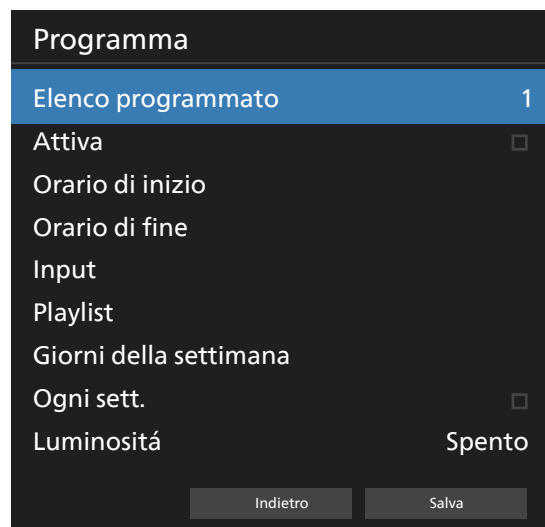 Programma
Elenco programmato 1
Attiva
Orario di inizio
Orario di fine
Input
Playlist
Giorni della settimana
Ogni sett.
Luminositá Spento
Indietro Salva